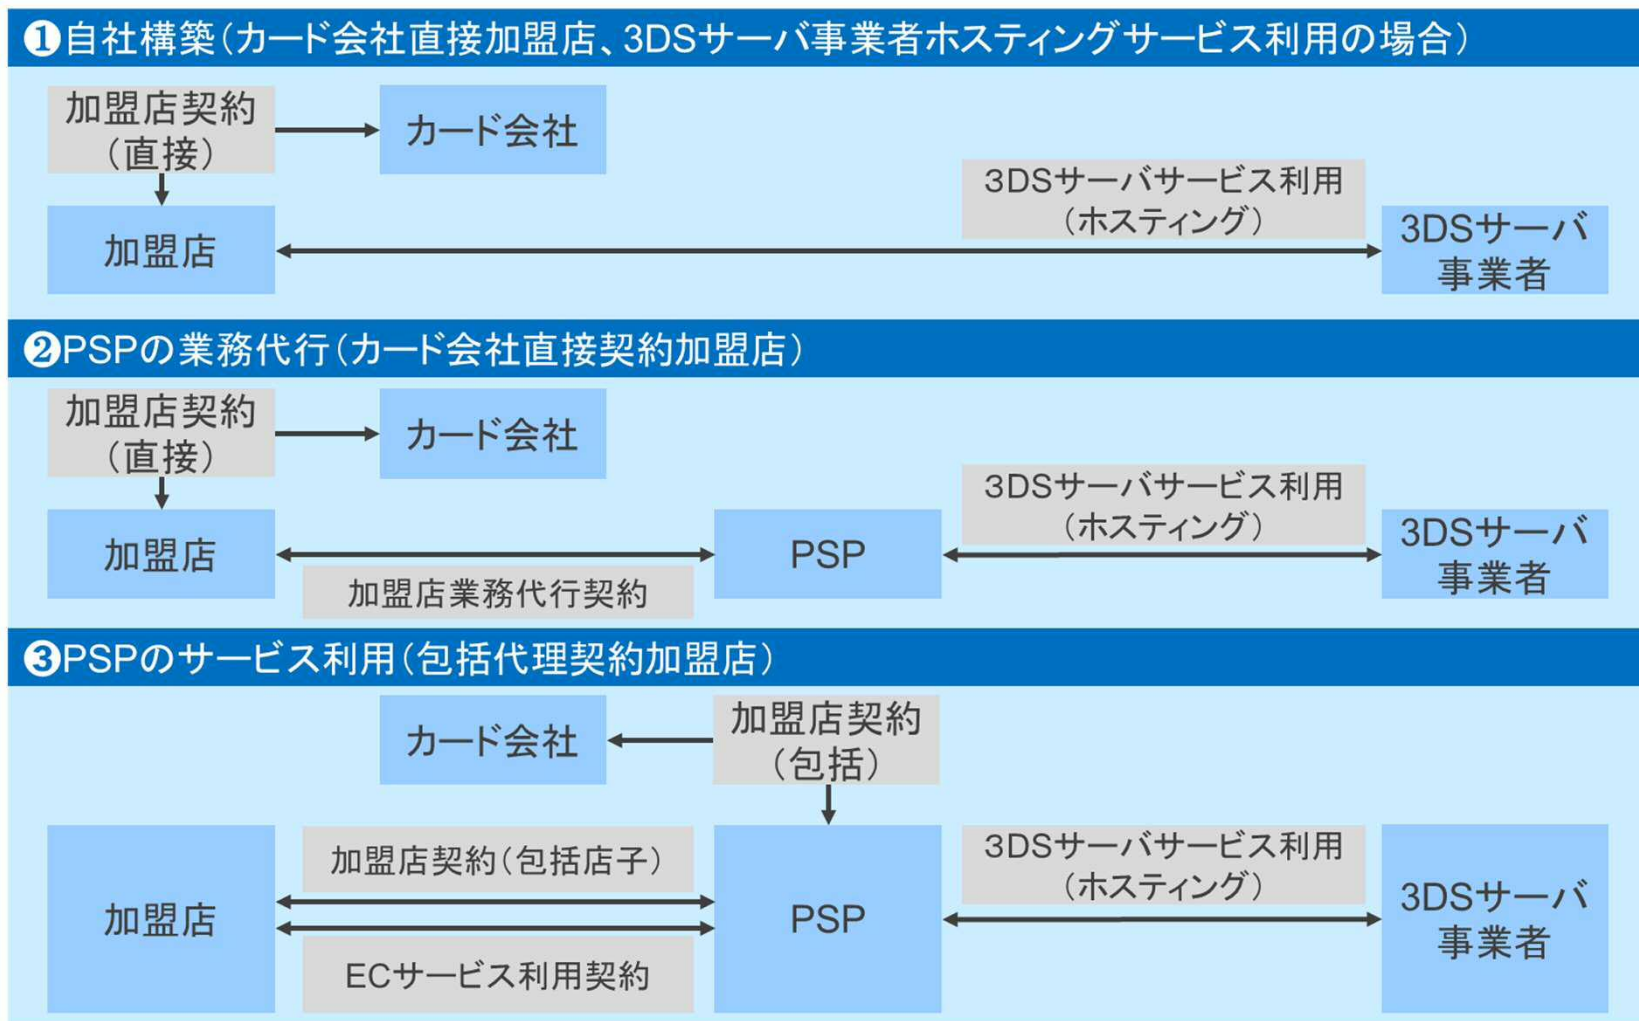 ❶自社構築(カード会社直接加盟店、3DSサーバ事業者ホスティングサービス利用の場合)
加盟店契約
(直接)
カード会社
3DSサーバサービス利用
(ホスティング)
加盟店
3DSサーバ
事業者
❷PSPの業務代行(カード会社直接契約加盟店)
加盟店契約
(直接)
カード会社
3DSサーバサービス利用
(ホスティング)
加盟店
PSP
3DSサーバ
事業者
加盟店業務代行契約
❸PSPのサービス利用(包括代理契約加盟店)
カード会社
加盟店契約
(包括)
加盟店契約(包括店子)
3DSサーバサービス利用
(ホスティング)
加盟店
PSP
3DSサーバ
事業者
ECサービス利用契約